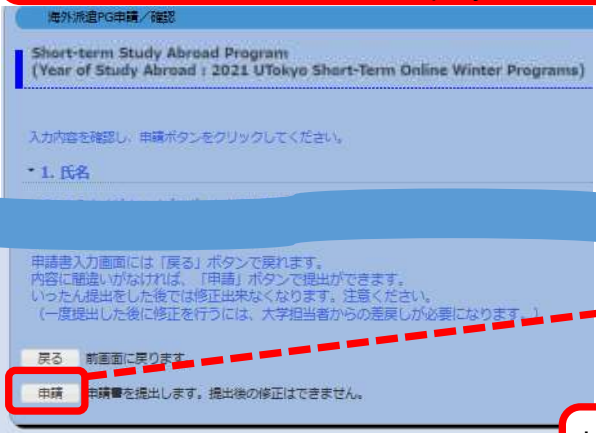 海外派遣PG申請／確認
Short-term Study Abroad Program
(Year of Study Abroad : 2021 UTokyo Short-Term Online Winter Programs)
入力内容を確認し、申請ボタンをクリックしてください。
1. 氏名
申請書入力画面には「戻る」ボタンで戻れます。
内容に間違いがなければ、「申請」ボタンで提出ができます。
いったん提出をした後では修正出来なくなります。注意ください。
（一度提出した後に修正を行うには、大学担当者からの差戻しが必要になります。）
戻る 前画面に戻ります。
申請 申請書を提出します。提出後の修正はできません。